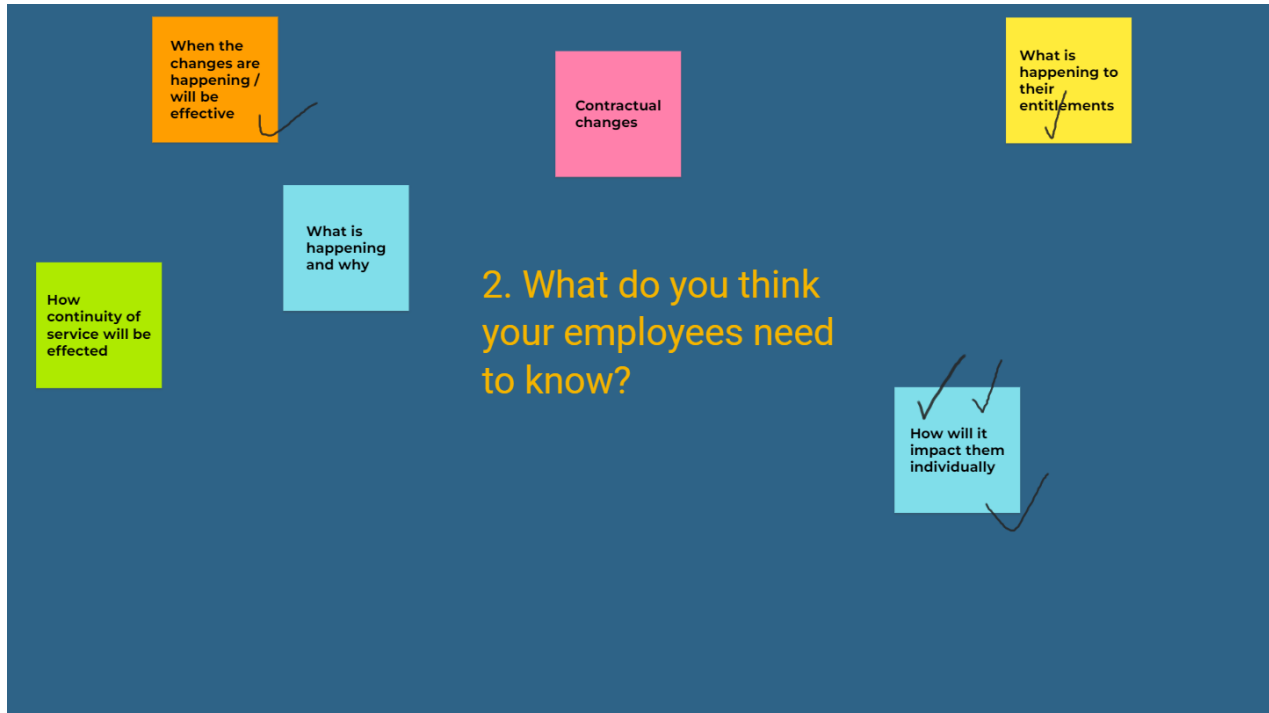 When the
changes are
happening /
will be
effective
Contractual
changes
What is
happening to
their
entitlements
What is
happening
and why
How
continuity of
service will be
effected
2. What do you think
your employees need
to know?
How will it
impact them
individually